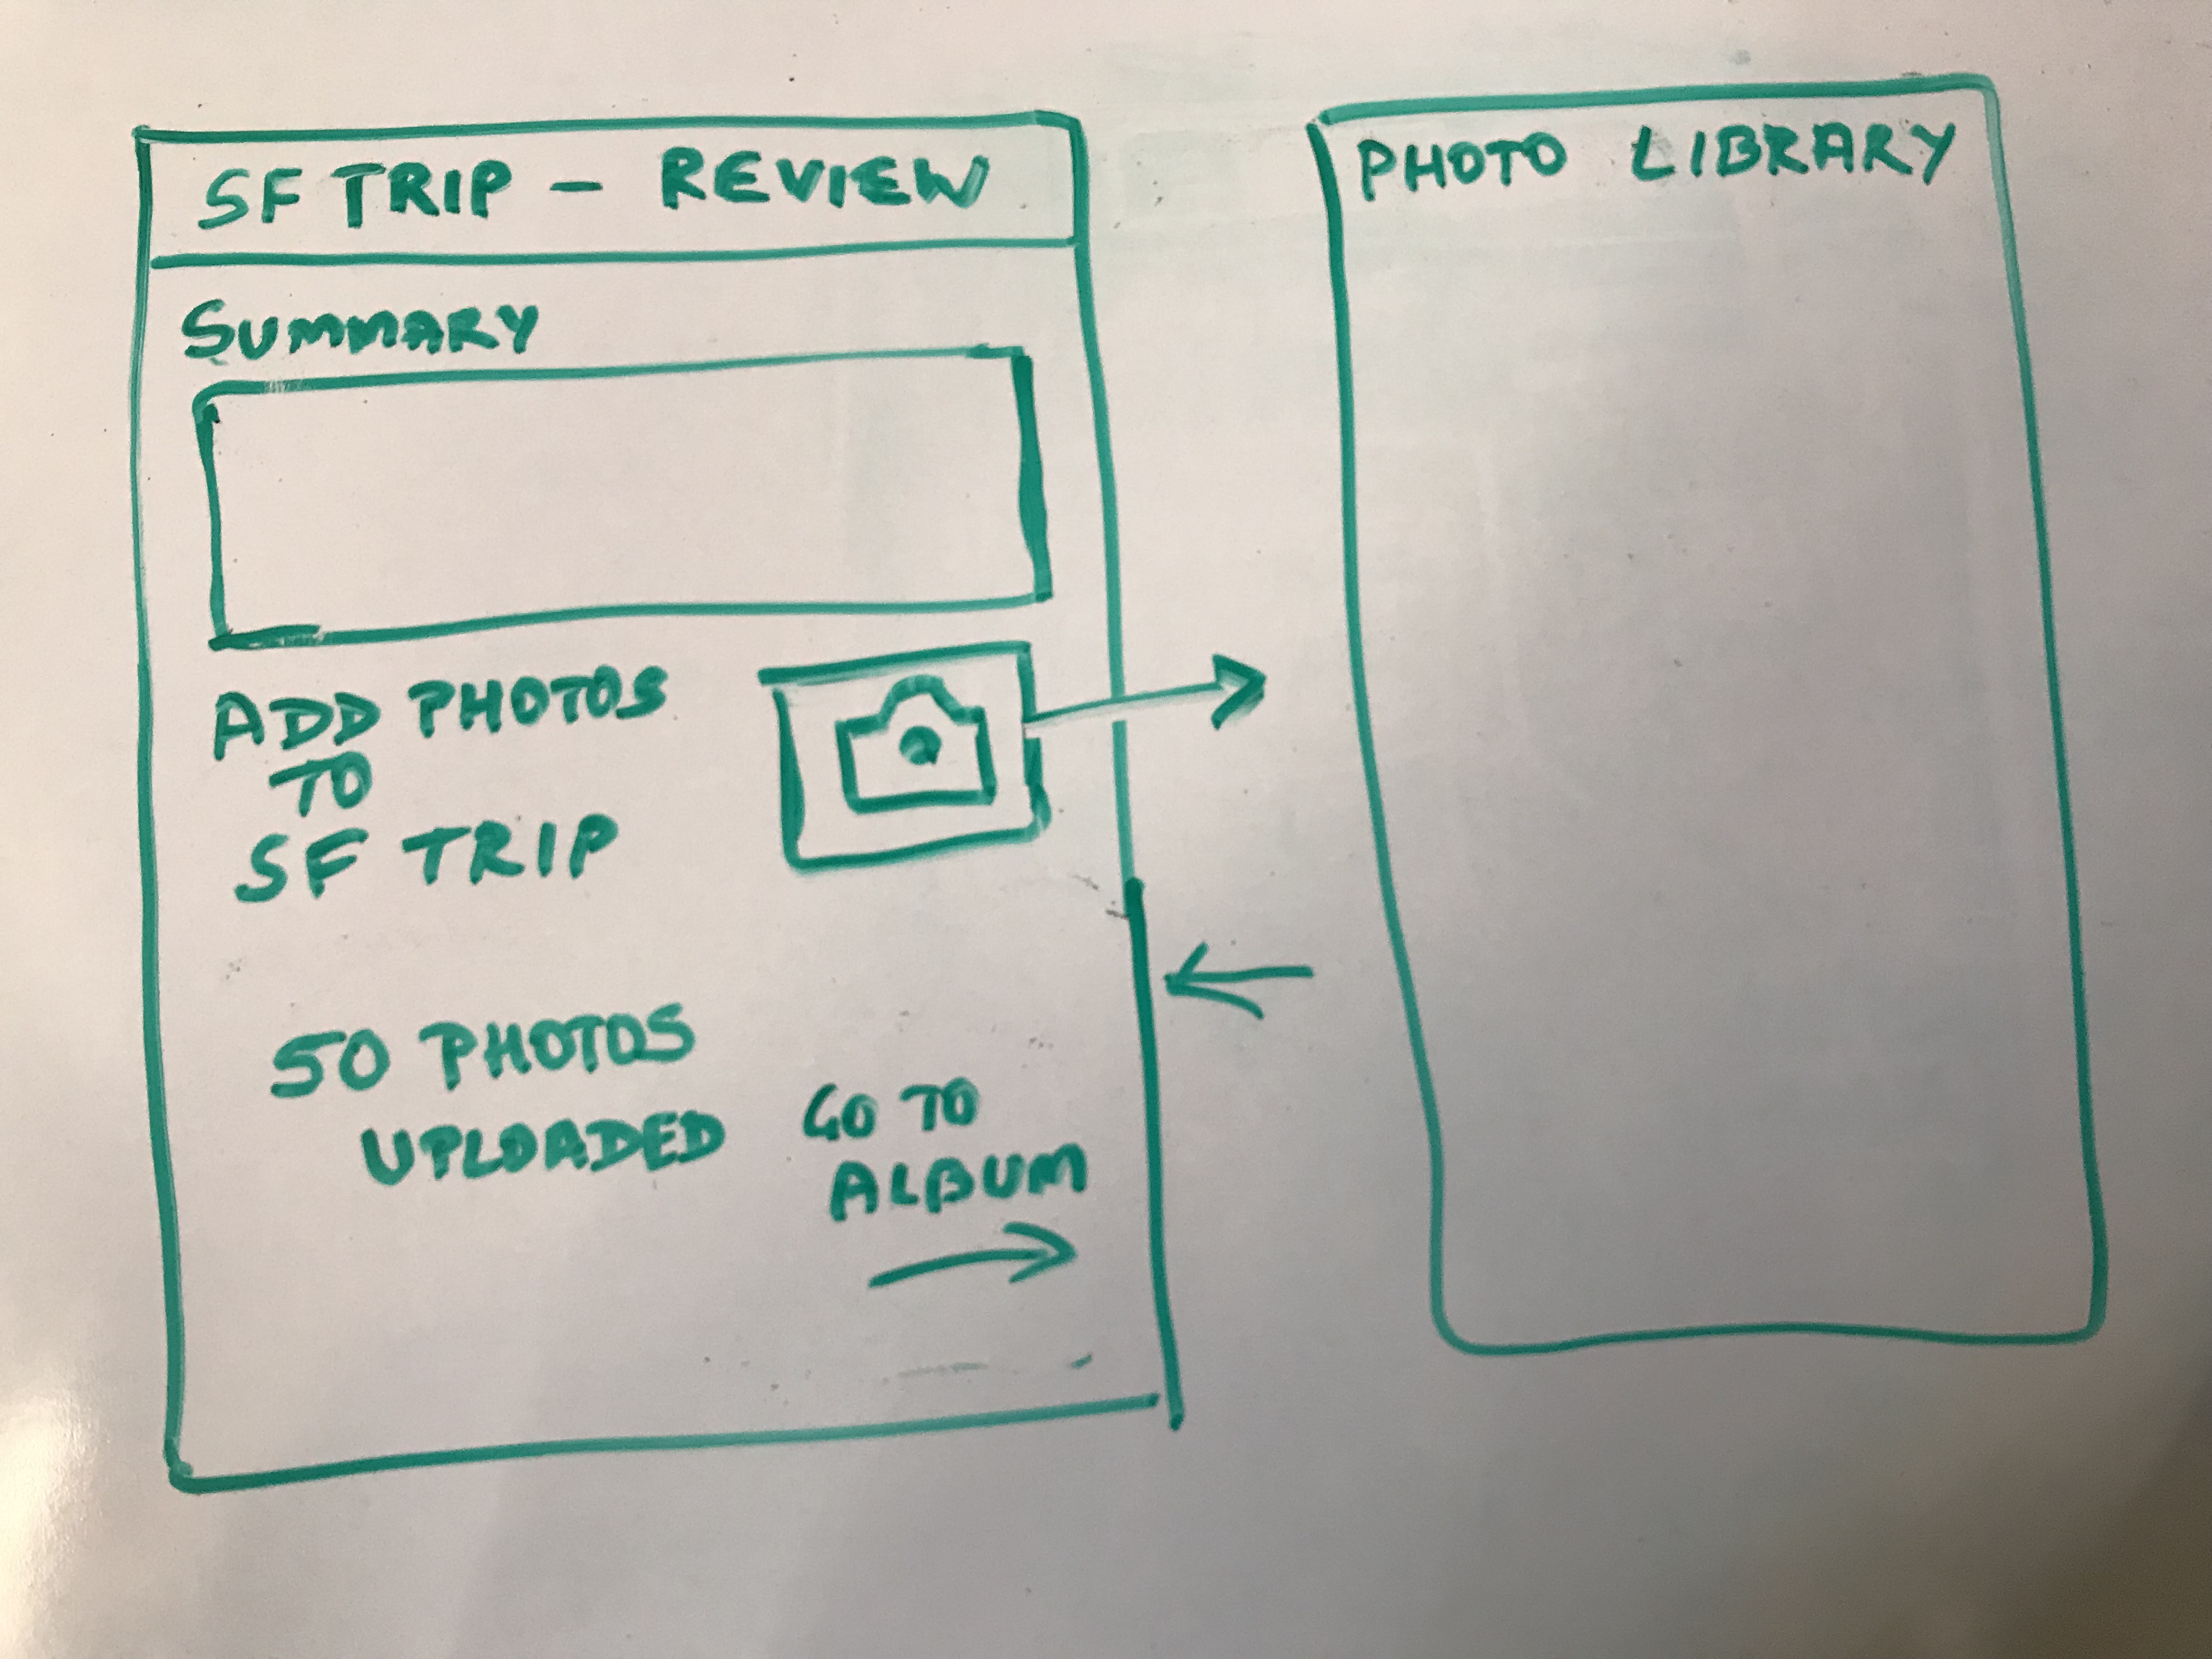 SF TRIP – REVIEW
SUMMARY
ADD PHOTOS
TO
SF TRIP
50 PHOTOS
UPLOADED
GO TO
ALBUM
PHOTO LIBRARY